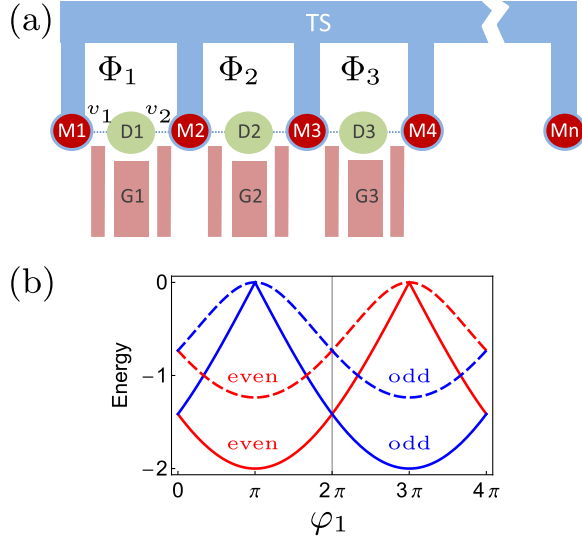 (a)
TS
Φ₁ Φ₂ Φ₃
v₁ v₂
M1 D1 M2 D2 M3 D3 M4 Mn
G1 G2 G3
(b)
0
even odd
-1
Energy
even odd
-2
0 π 2π 3π 4π
φ₁